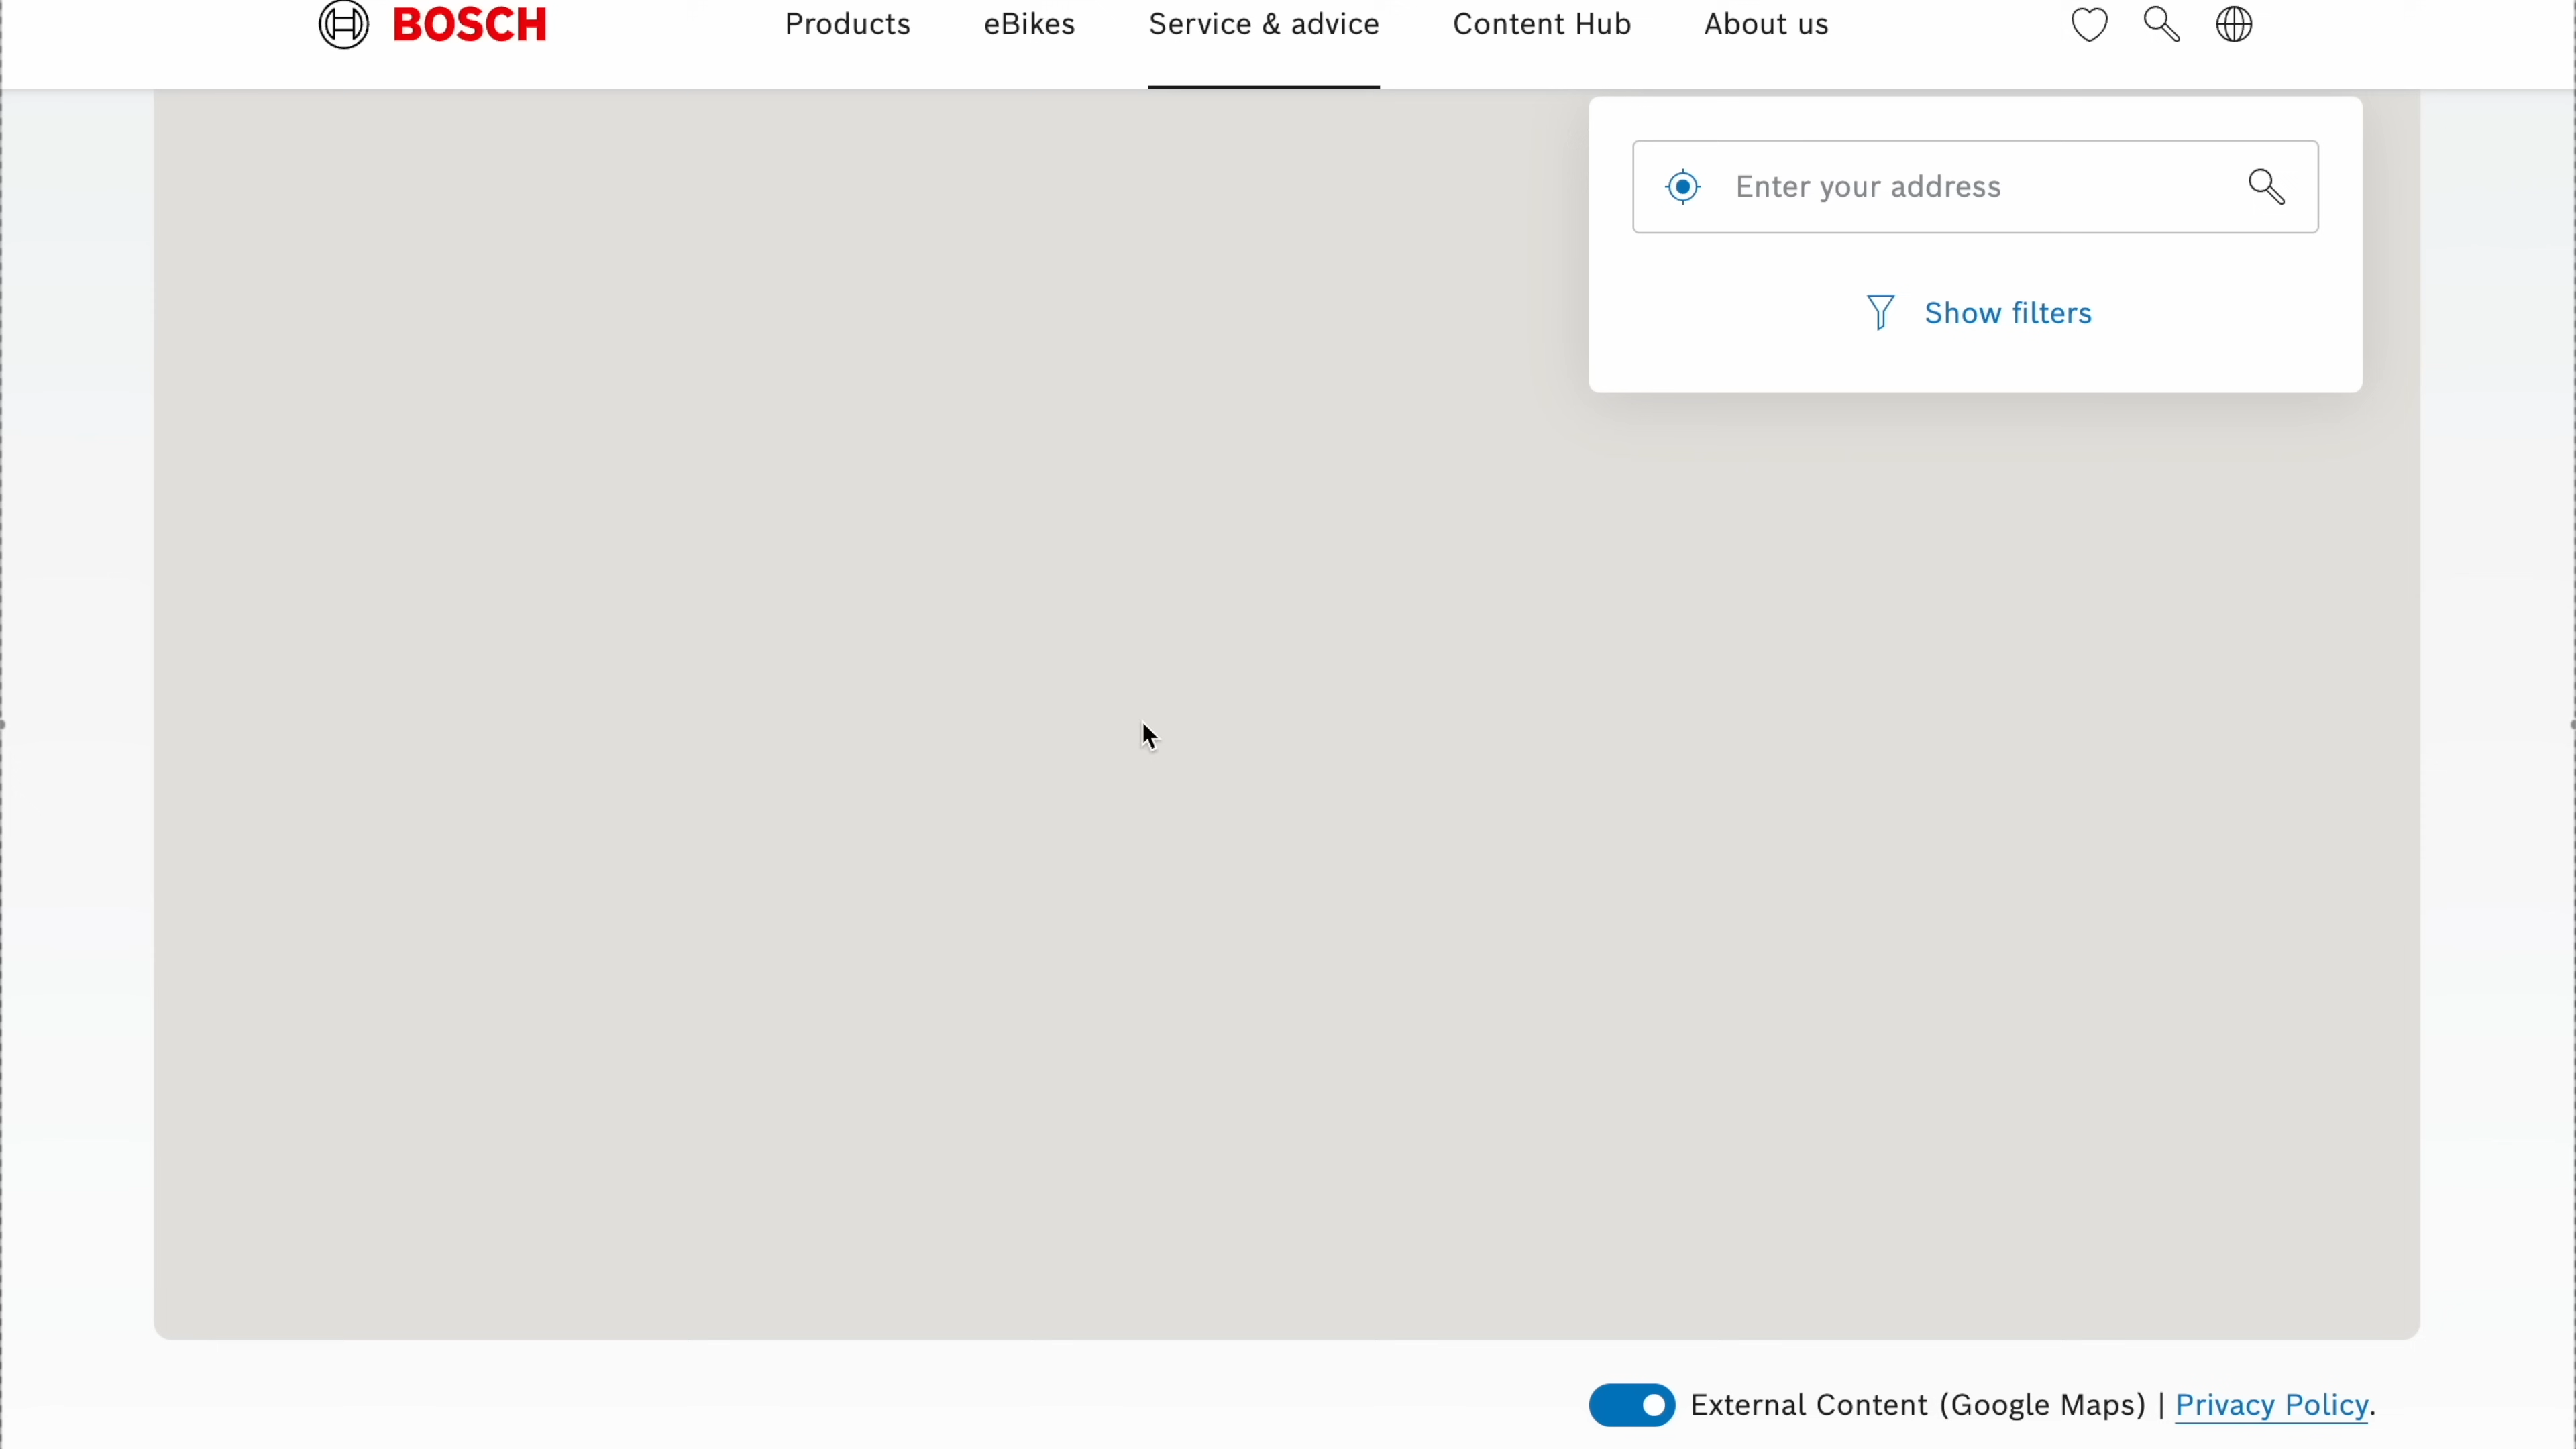 BOSCH
Products
eBikes
Service & advice
Content Hub
About us
Enter your address
Show filters
External Content (Google Maps) | Privacy Policy.